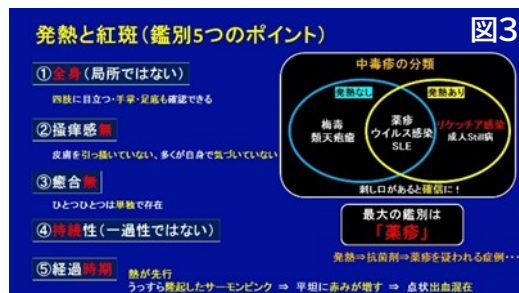 発熱と紅斑(鑑別5つのポイント)
図3
①全身(局所ではない)
四肢に目立つ・手掌・足底も確認できる
②掻痒感無
皮膚を引っ掻いていない、多くが自身で気づいていない
③癒合無
ひとつひとつは単独で存在
④持続性(一過性ではない)
⑤経過時期
熱が先行
うっすら隆起したサーモンピンク ⇒ 平坦に赤みが増す ⇒ 点状出血混在
中毒疹の分類
発熱なし
発熱あり
梅毒
類天疱瘡
薬疹
ウイルス感染
SLE
リケッチア感染
成人Still病
刺し口があると確信に!
最大の鑑別は
「薬疹」
発熱⇒抗菌剤⇒薬疹を疑われる症例・・・